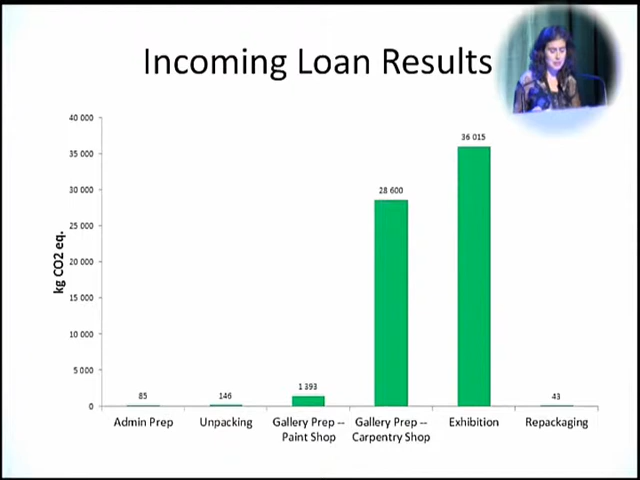 Incoming Loan Results
kg CO2 eq.
40 000
35 000
30 000
25 000
20 000
15 000
10 000
5 000
0
85
146
1 393
28 600
36 015
43
Admin Prep
Unpacking
Gallery Prep --
Paint Shop
Gallery Prep --
Carpentry Shop
Exhibition
Repackaging